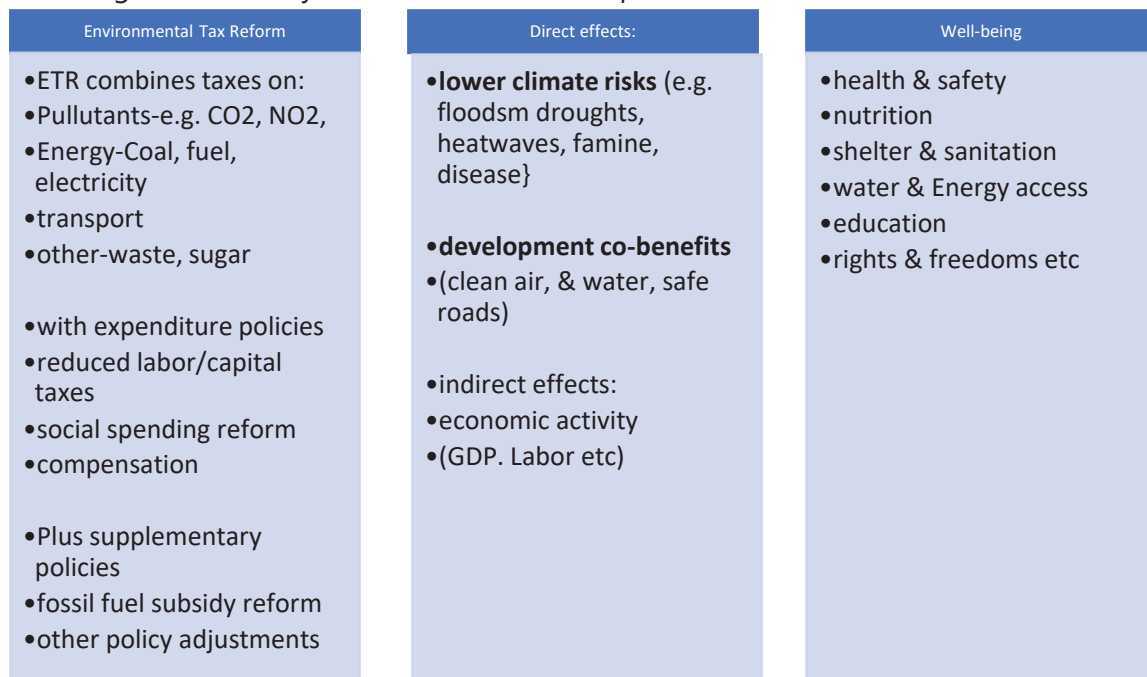 Environmental Tax Reform
•ETR combines taxes on:
•Pullutants-e.g. CO2, NO2,
•Energy-Coal, fuel,
electricity
•transport
•other-waste, sugar
•with expenditure policies
•reduced labor/capital
taxes
•social spending reform
•compensation
•Plus supplementary
policies
•fossil fuel subsidy reform
•other policy adjustments
Direct effects:
•lower climate risks (e.g.
floodsm droughts,
heatwaves, famine,
disease}
•development co-benefits
•(clean air, & water, safe
roads)
•indirect effects:
•economic activity
•(GDP. Labor etc)
Well-being
•health & safety
•nutrition
•shelter & sanitation
•water & Energy access
•education
•rights & freedoms etc